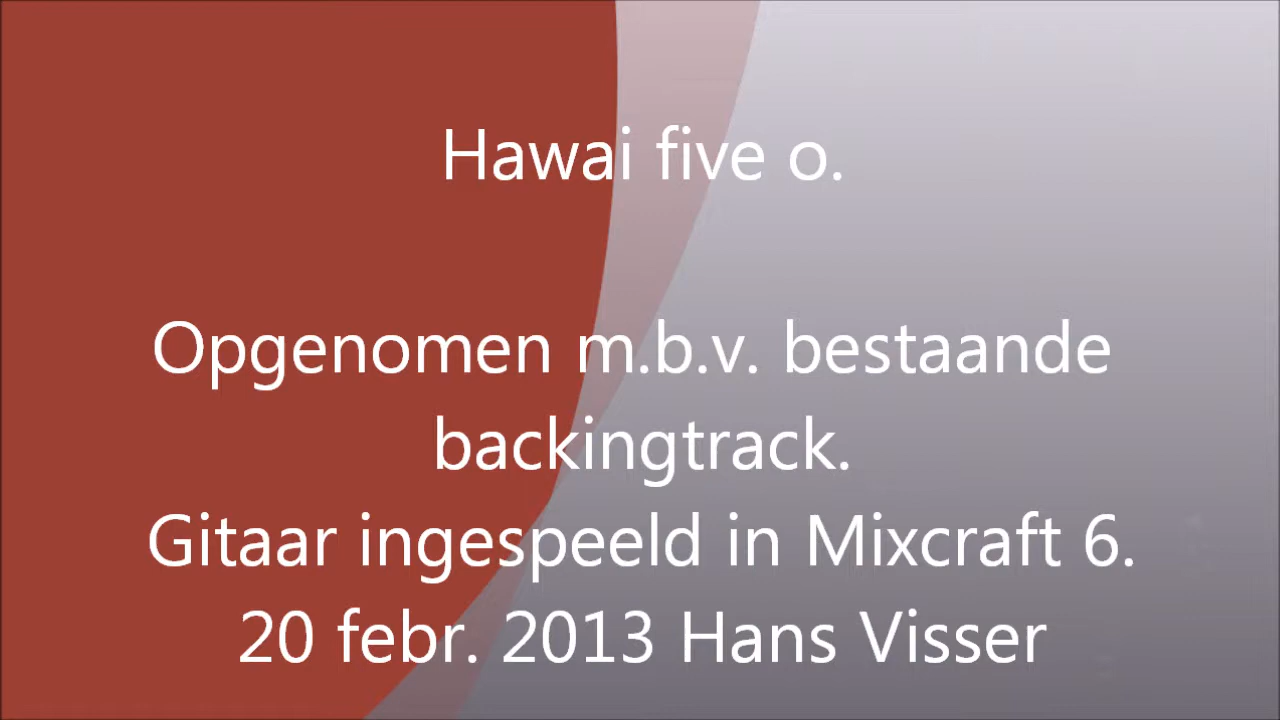 Hawai five o.
Opgenomen m.b.v. bestaande
backingtrack.
Gitaar ingespeeld in Mixcraft 6.
20 febr. 2013 Hans Visser